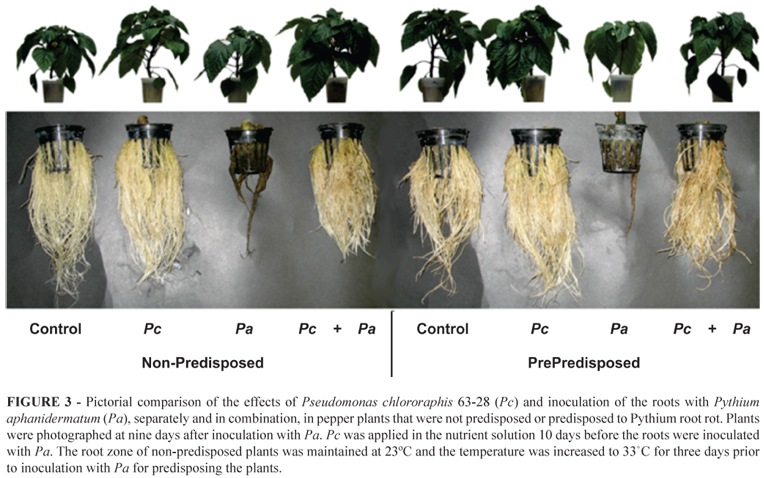 Control Pc Pa Pc + Pa Control Pc Pa Pc + Pa
Non-Predisposed PrePredisposed
FIGURE 3 - Pictorial comparison of the effects of Pseudomonas chlororaphis 63-28 (Pc) and inoculation of the roots with Pythium
aphanidermatum (Pa), separately and in combination, in pepper plants that were not predisposed or predisposed to Pythium root rot. Plants
were photographed at nine days after inoculation with Pa. Pc was applied in the nutrient solution 10 days before the roots were inoculated
with Pa. The root zone of non-predisposed plants was maintained at 23ºC and the temperature was increased to 33˚C for three days prior
to inoculation with Pa for predisposing the plants.